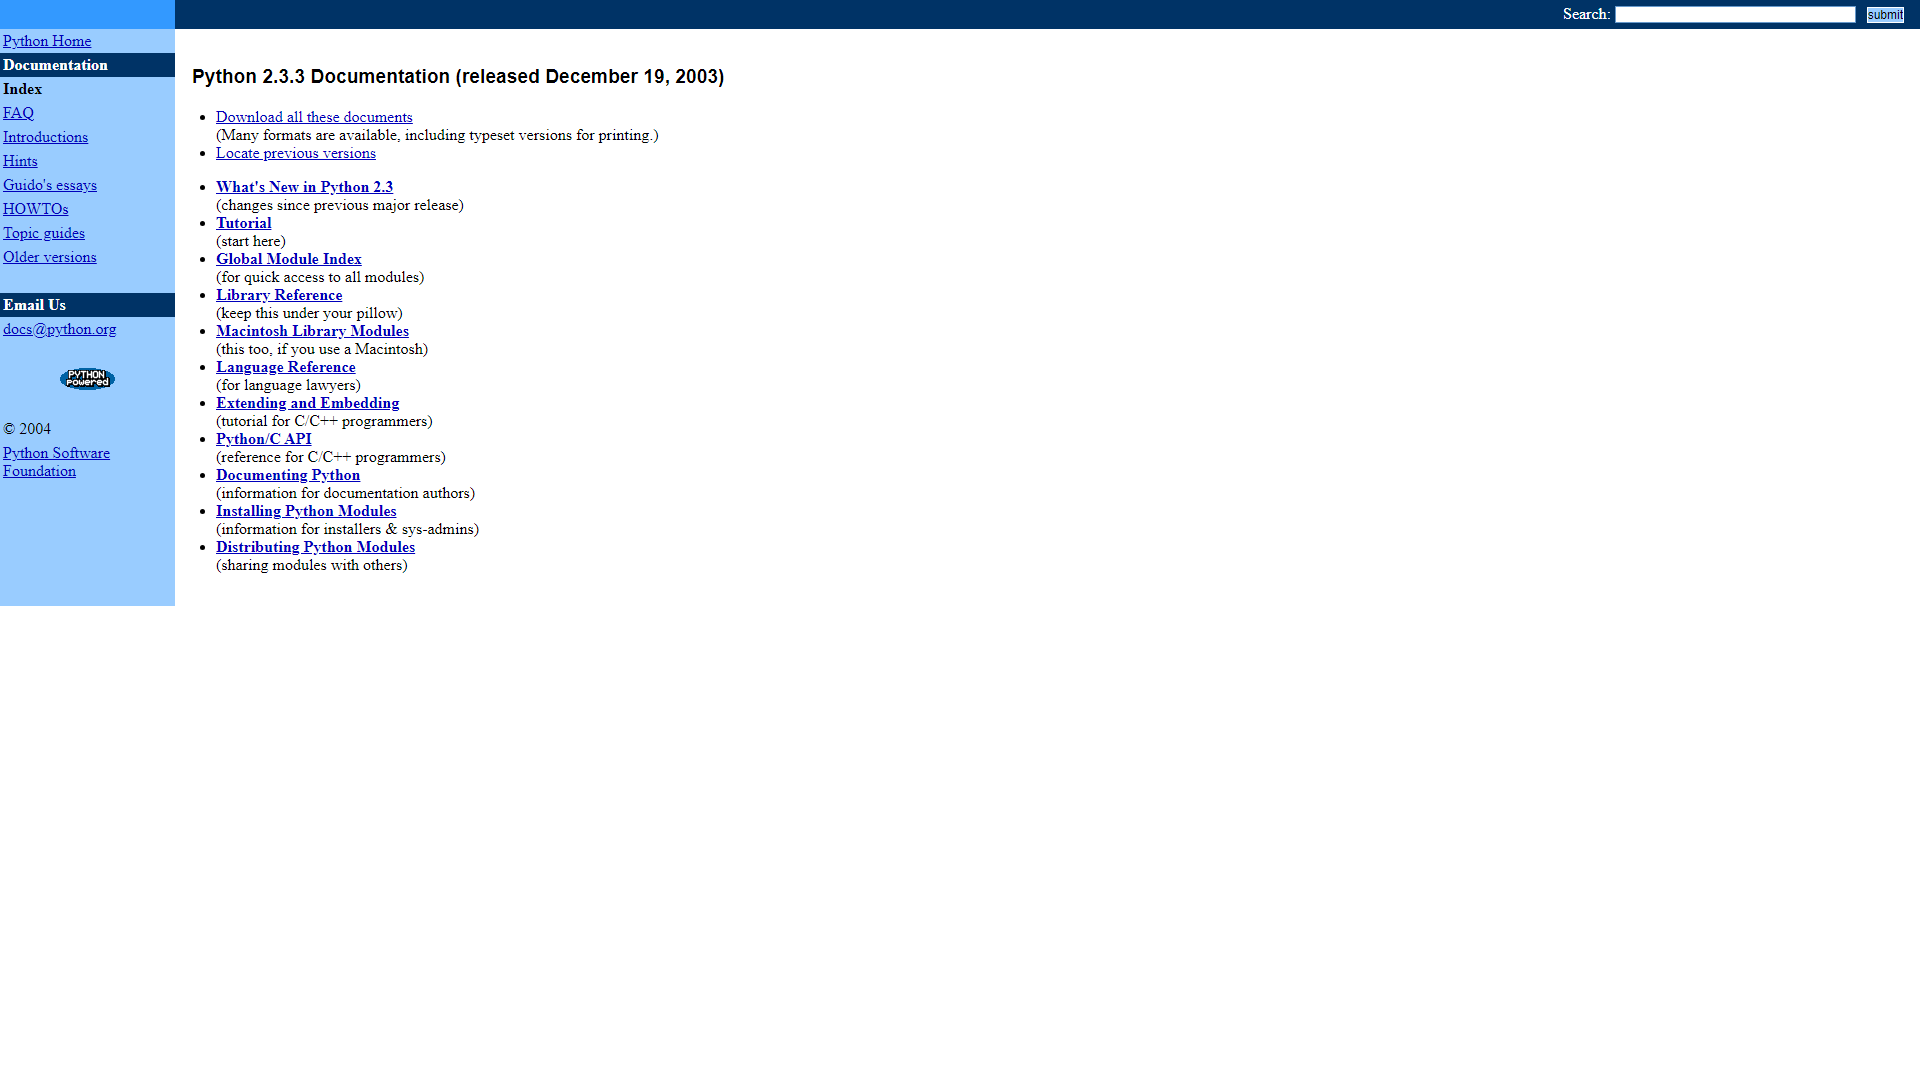 Search:
submit
Python Home
Documentation
Index
FAQ
Introductions
Hints
Guido's essays
HOWTOs
Topic guides
Older versions
Email Us
docs@python.org
PYTHON
Powered
© 2004
Python Software
Foundation
Python 2.3.3 Documentation (released December 19, 2003)
Download all these documents
(Many formats are available, including typeset versions for printing.)
Locate previous versions
What's New in Python 2.3
(changes since previous major release)
Tutorial
(start here)
Global Module Index
(for quick access to all modules)
Library Reference
(keep this under your pillow)
Macintosh Library Modules
(this too, if you use a Macintosh)
Language Reference
(for language lawyers)
Extending and Embedding
(tutorial for C/C++ programmers)
Python/C API
(reference for C/C++ programmers)
Documenting Python
(information for documentation authors)
Installing Python Modules
(information for installers & sys-admins)
Distributing Python Modules
(sharing modules with others)